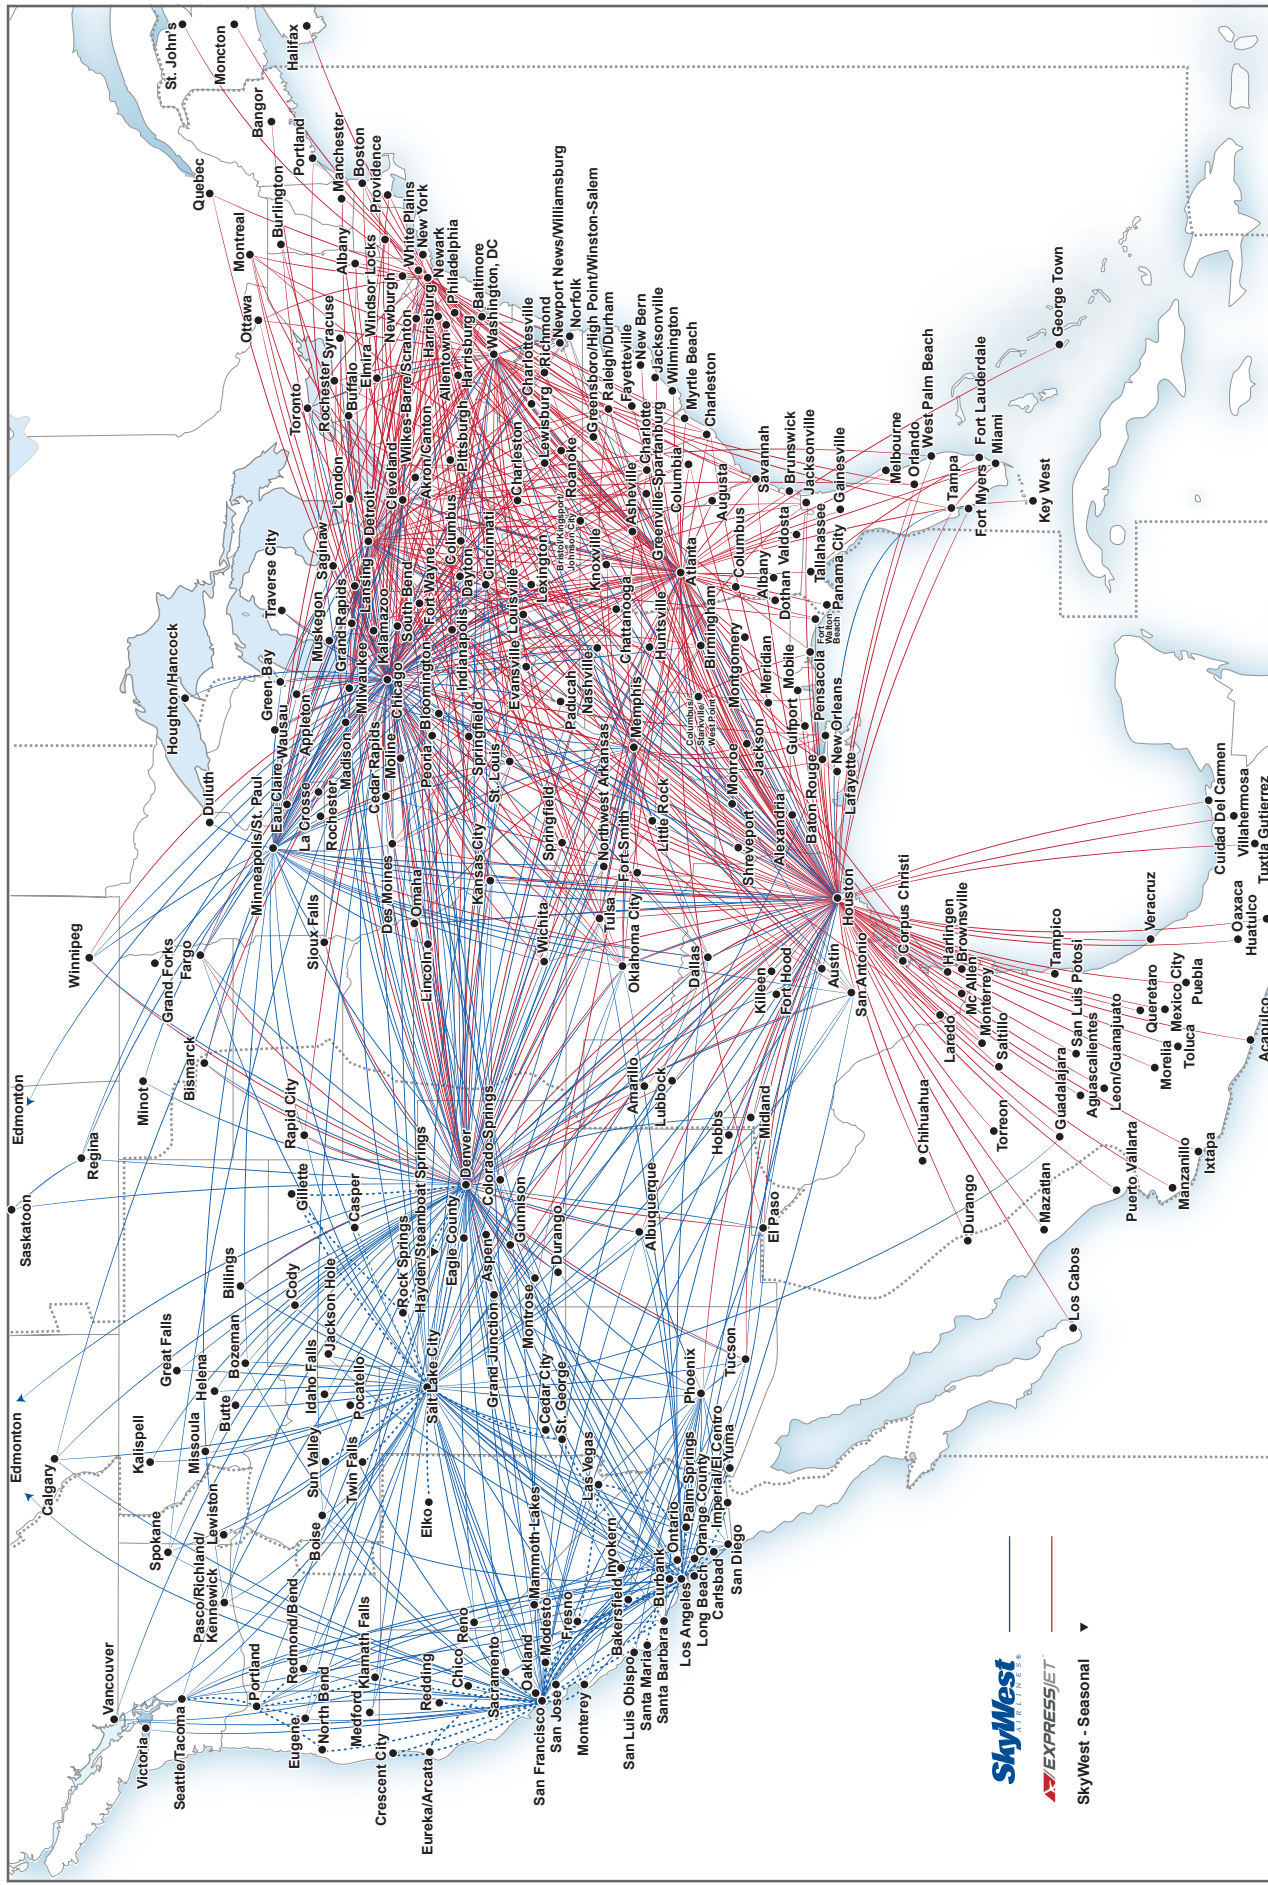 Vancouver
Victoria
Seattle/Tacoma
Spokane
Pasco/Richland/
Kennewick
Lewiston
Portland
Redmond/Bend
Eugene
North Bend
Medford
Klamath Falls
Crescent City
Eureka/Arcata
Redding
Chico
Reno
Sacramento
Oakland
San Francisco
San Jose
Modesto
Mammoth Lakes
Monterey
Fresno
San Luis Obispo
Santa Maria
Santa Barbara
Bakersfield
Inyokern
Burbank
Los Angeles
Ontario
Long Beach
Palm Springs
Orange County
Carlsbad
San Diego
Imperial/El Centro
Yuma
Las Vegas
Phoenix
Tucson
Edmonton
Calgary
Edmonton
Saskatoon
Regina
Winnipeg
Kalispell
Great Falls
Missoula
Helena
Butte
Bozeman
Billings
Boise
Sun Valley
Twin Falls
Idaho Falls
Pocatello
Jackson Hole
Cody
Gillette
Casper
Rock Springs
Elko
Salt Lake City
Cedar City
St. George
Hayden/Steamboat Springs
Eagle County
Denver
Colorado Springs
Aspen
Gunnison
Grand Junction
Montrose
Durango
Albuquerque
El Paso
Minot
Bismarck
Rapid City
Grand Forks
Fargo
Sioux Falls
Duluth
Minneapolis/St. Paul
Eau Claire
La Crosse
Rochester
Wausau
Green Bay
Appleton
Madison
Milwaukee
Houghton/Hancock
Traverse City
Muskegon
Saginaw
Grand Rapids
Lansing
Kalamazoo
Detroit
London
Toronto
Chicago
South Bend
Fort Wayne
Cedar Rapids
Moline
Des Moines
Omaha
Lincoln
Peoria
Bloomington
Indianapolis
Springfield
St. Louis
Kansas City
Wichita
Springfield
Northwest Arkansas
Tulsa
Fort Smith
Oklahoma City
Little Rock
Dallas
Amarillo
Lubbock
Hobbs
Midland
Killeen
Fort Hood
Austin
San Antonio
Houston
Shreveport
Monroe
Alexandria
Baton Rouge
Lafayette
New Orleans
Jackson
Meridian
Gulfport
Mobile
Pensacola
Fort
Walton
Beach
Panama City
Tallahassee
Columbus/
Starkville/
West Point
Memphis
Paducah
Nashville
Evansville
Louisville
Lexington
Cincinnati
Dayton
Columbus
Cleveland
Akron/Canton
Pittsburgh
Charleston
Lewisburg
Roanoke
Bristol/Kingsport/
Johnson City
Knoxville
Chattanooga
Huntsville
Birmingham
Montgomery
Atlanta
Columbus
Albany
Dothan
Valdosta
Asheville
Greenville-Spartanburg
Charlotte
Columbia
Augusta
Savannah
Brunswick
Jacksonville
Gainesville
Melbourne
Orlando
West Palm Beach
Tampa
Fort Myers
Fort Lauderdale
Miami
Key West
George Town
Charleston
Myrtle Beach
Wilmington
Jacksonville
New Bern
Fayetteville
Raleigh/Durham
Greensboro/High Point/Winston-Salem
Norfolk
Newport News/Williamsburg
Richmond
Charlottesville
Washington, DC
Baltimore
Philadelphia
Harrisburg
Allentown
Harrisburg
Newark
New York
White Plains
Wilkes-Barre/Scranton
Newburgh
Windsor Locks
Elmira
Buffalo
Rochester
Syracuse
Albany
Providence
Boston
Manchester
Portland
Bangor
Burlington
Ottawa
Montreal
Quebec
St. John's
Moncton
Halifax
Corpus Christi
Harlingen
Brownsville
Mc Allen
Laredo
Monterrey
Saltillo
Tampico
San Luis Potosi
Aguascalientes
Leon/Guanajuato
Guadalajara
Queretaro
Mexico City
Puebla
Toluca
Morelia
Veracruz
Chihuahua
Torreon
Durango
Mazatlan
Los Cabos
Puerto Vallarta
Manzanillo
Ixtapa
Acapulco
Huatulco
Oaxaca
Tuxtla Gutierrez
Villahermosa
Cuidad Del Carmen
SkyWest
AIRLINES®
EXPRESSJET
SkyWest - Seasonal